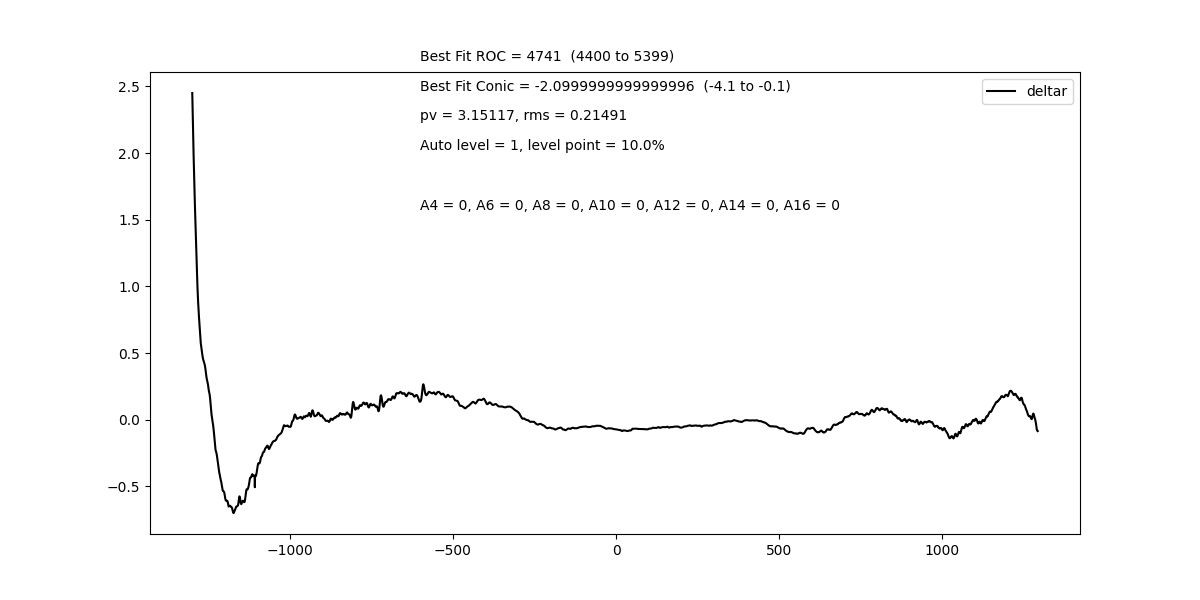 Best Fit ROC = 4741  (4400 to 5399)
Best Fit Conic = -2.0999999999999996  (-4.1 to -0.1)
pv = 3.15117, rms = 0.21491
Auto level = 1, level point = 10.0%
A4 = 0, A6 = 0, A8 = 0, A10 = 0, A12 = 0, A14 = 0, A16 = 0
deltar
2.5
2.0
1.5
1.0
0.5
0.0
−0.5
−1000
−500
0
500
1000